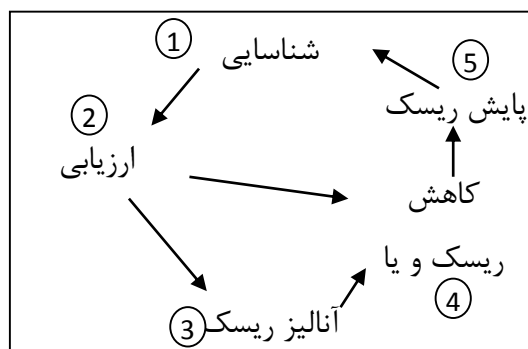 1 شناسایی
2
ارزیابی
3 آنالیز ریسک
کاهش
ریسک و یا
4
5
پایش ریسک